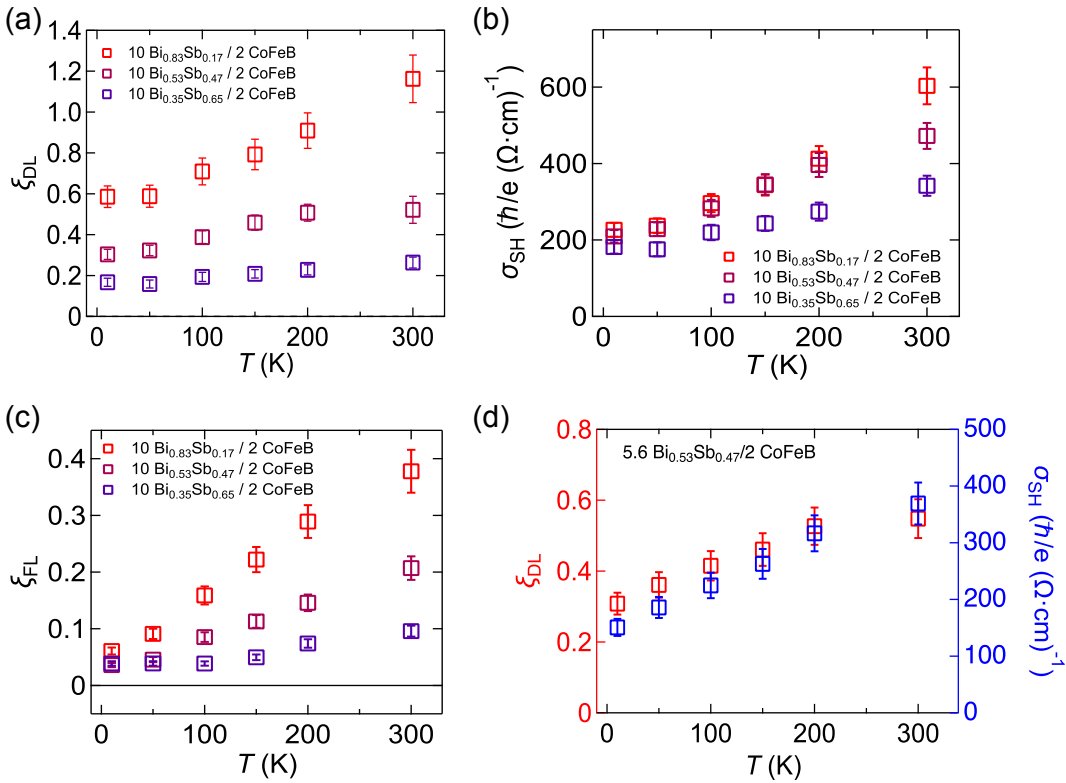 (a)
1.4
1.2
1.0
0.8
0.6
0.4
0.2
0.0
ξDL
10 Bi0.83Sb0.17 / 2 CoFeB
10 Bi0.53Sb0.47 / 2 CoFeB
10 Bi0.35Sb0.65 / 2 CoFeB
0 100 200 300
T (K)
(b)
600
400
200
0
σSH (ℏ/e (Ω·cm)-1
10 Bi0.83Sb0.17 / 2 CoFeB
10 Bi0.53Sb0.47 / 2 CoFeB
10 Bi0.35Sb0.65 / 2 CoFeB
0 100 200 300
T (K)
(c)
0.4
0.3
0.2
0.1
0
ξFL
10 Bi0.83Sb0.17 / 2 CoFeB
10 Bi0.53Sb0.47 / 2 CoFeB
10 Bi0.35Sb0.65 / 2 CoFeB
0 100 200 300
T (K)
(d)
0.8
0.6
0.4
0.2
0
ξDL
5.6 Bi0.53Sb0.47/2 CoFeB
500
400
300
200
100
0
σSH (ℏ/e (Ω·cm)-1
0 100 200 300
T (K)